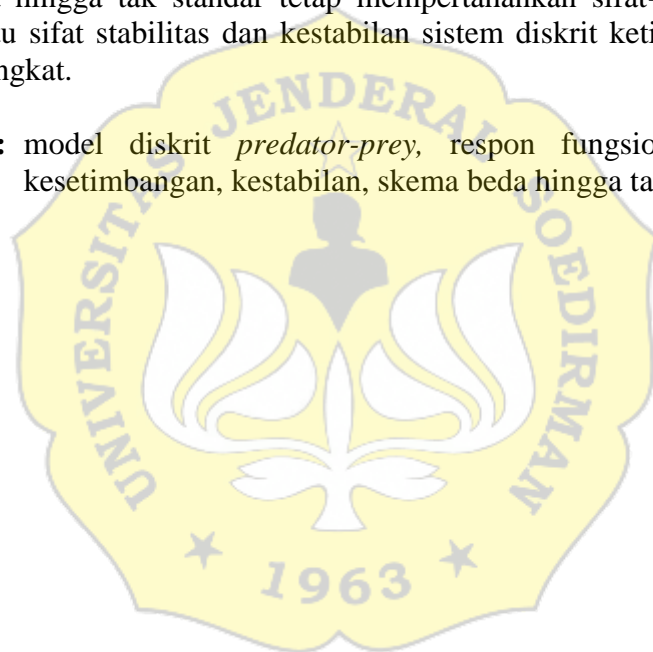 hingga tak standar tetap mempertahankan sifat-
tu sifat stabilitas dan kestabilan sistem diskrit keti
ngkat.
: model diskrit predator-prey, respon fungsio
kesetimbangan, kestabilan, skema beda hingga ta
UNIVERSITAS JENDERAL SOEDIRMAN
★ 1963 ★